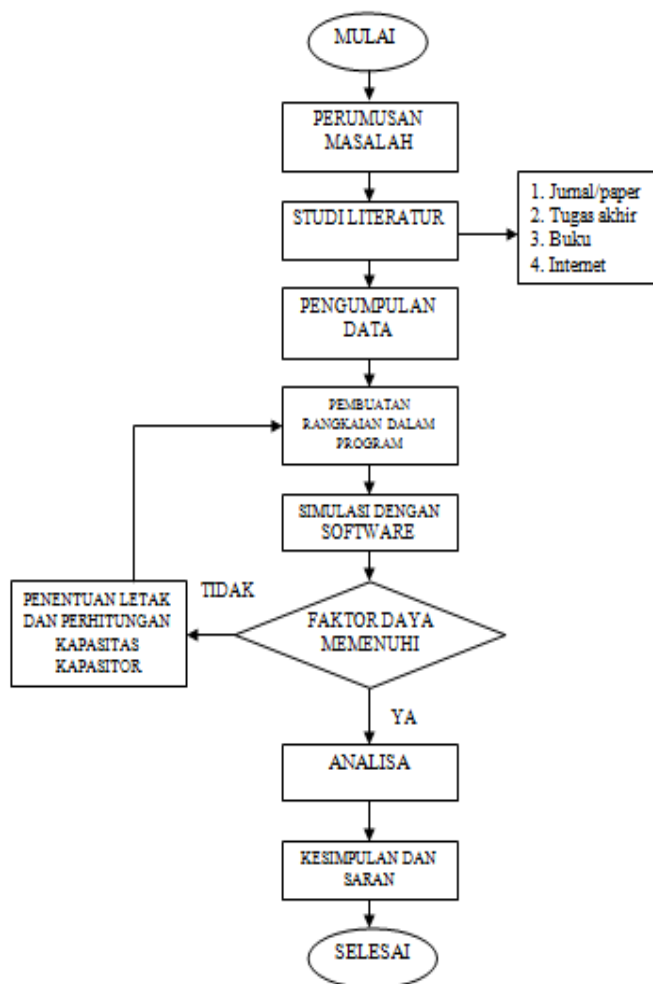 MULAI
PERUMUSAN
MASALAH
STUDI LITERATUR
1. Jurnal/paper
2. Tugas akhir
3. Buku
4. Internet
PENGUMPULAN
DATA
PEMBUATAN
RANGKAIAN DALAM
PROGRAM
SIMULASI DENGAN
SOFTWARE
FAKTOR DAYA
MEMENUHI
TIDAK
PENENTUAN LETAK
DAN PERHITUNGAN
KAPASITAS
KAPASITOR
YA
ANALISA
KESIMPULAN DAN
SARAN
SELESAI